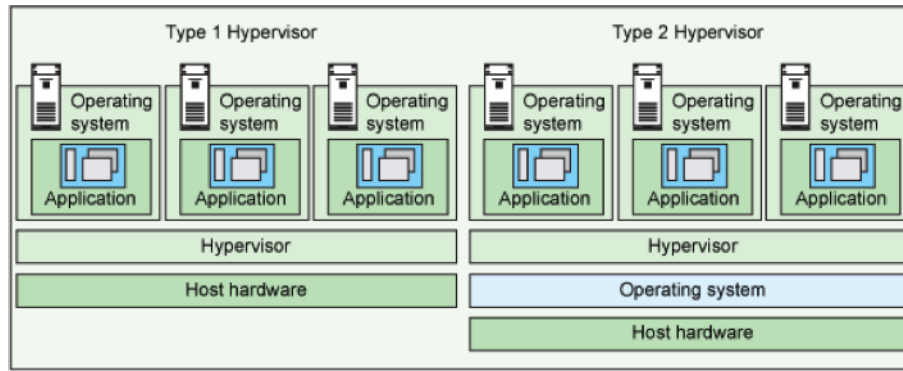 Type 1 Hypervisor
Operating
system
Application
Operating
system
Application
Operating
system
Application
Hypervisor
Host hardware
Type 2 Hypervisor
Operating
system
Application
Operating
system
Application
Operating
system
Application
Hypervisor
Operating system
Host hardware